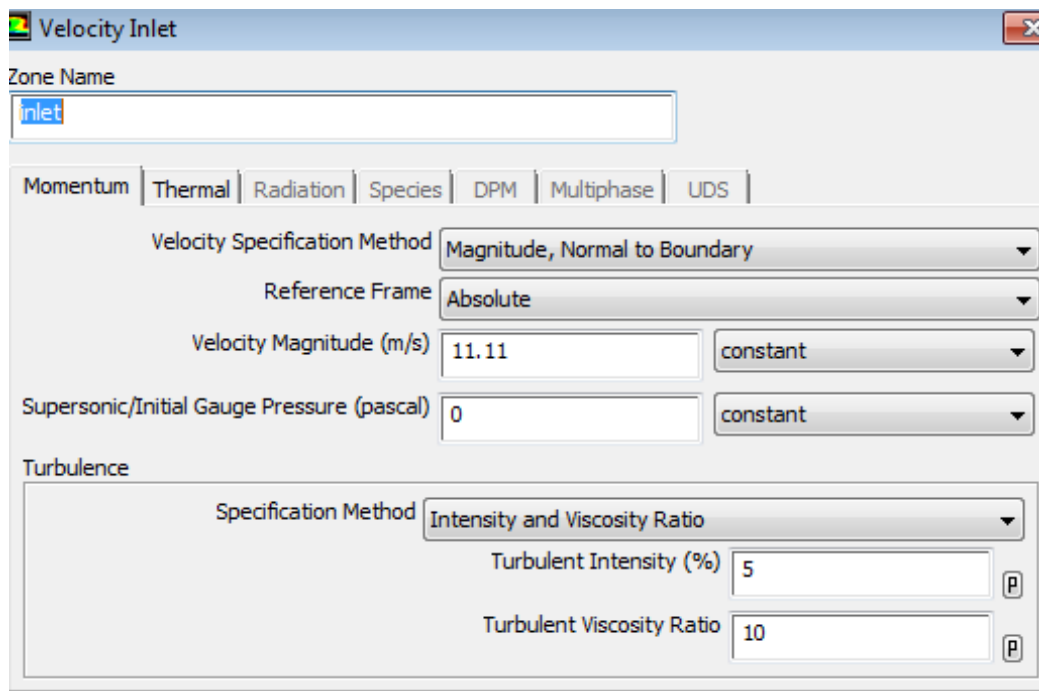 Velocity Inlet
Zone Name
inlet
Momentum Thermal Radiation Species DPM Multiphase UDS
Velocity Specification Method Magnitude, Normal to Boundary
Reference Frame Absolute
Velocity Magnitude (m/s) 11.11 constant
Supersonic/Initial Gauge Pressure (pascal) 0 constant
Turbulence
Specification Method Intensity and Viscosity Ratio
Turbulent Intensity (%) 5 P
Turbulent Viscosity Ratio 10 P